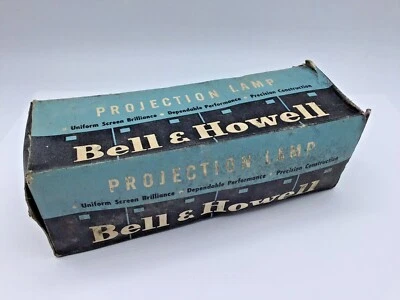 PROJECTION LAMP
Uniform Screen Brilliance • Dependable Performance • Precision Construction
Bell & Howell
PROJECTION LAMP
Uniform Screen Brilliance • Dependable Performance • Precision Construction
Bell & Howell